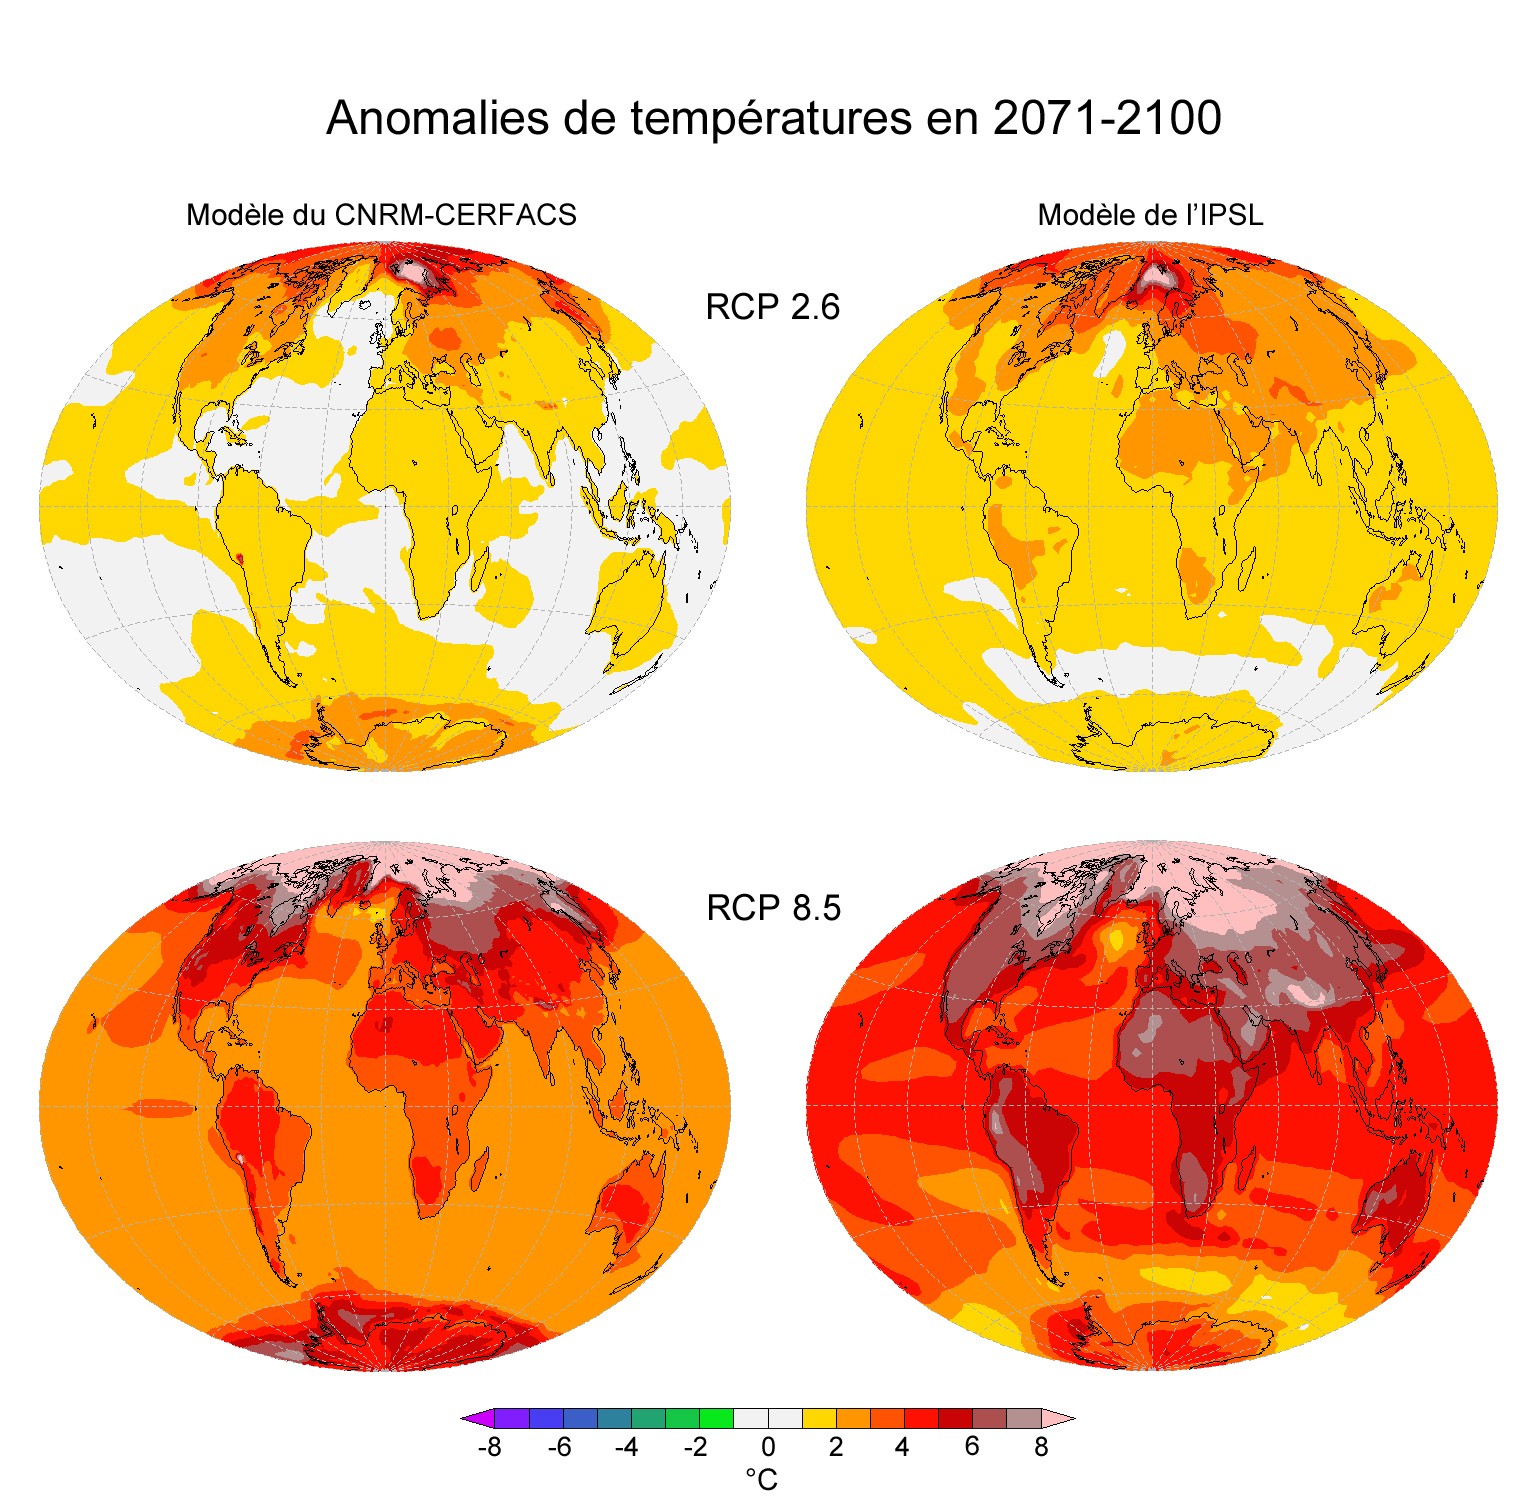 Anomalies de températures en 2071-2100
Modèle du CNRM-CERFACS
Modèle de l’IPSL
RCP 2.6
RCP 8.5
-8 -6 -4 -2 0 2 4 6 8
°C